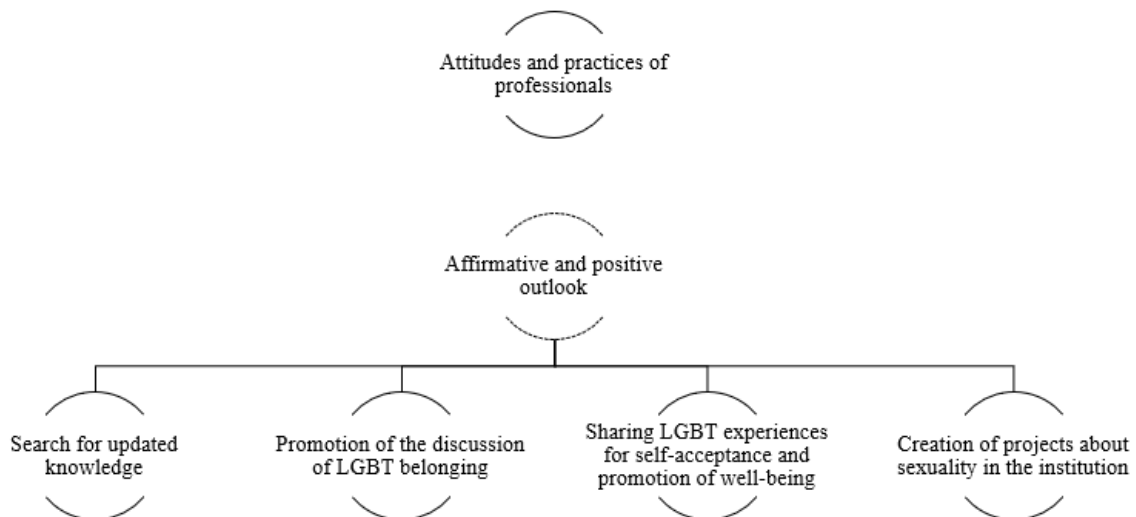 Attitudes and practices of
professionals
Affirmative and positive
outlook
Search for updated
knowledge
Promotion of the discussion
of LGBT belonging
Sharing LGBT experiences
for self-acceptance and
promotion of well-being
Creation of projects about
sexuality in the institution